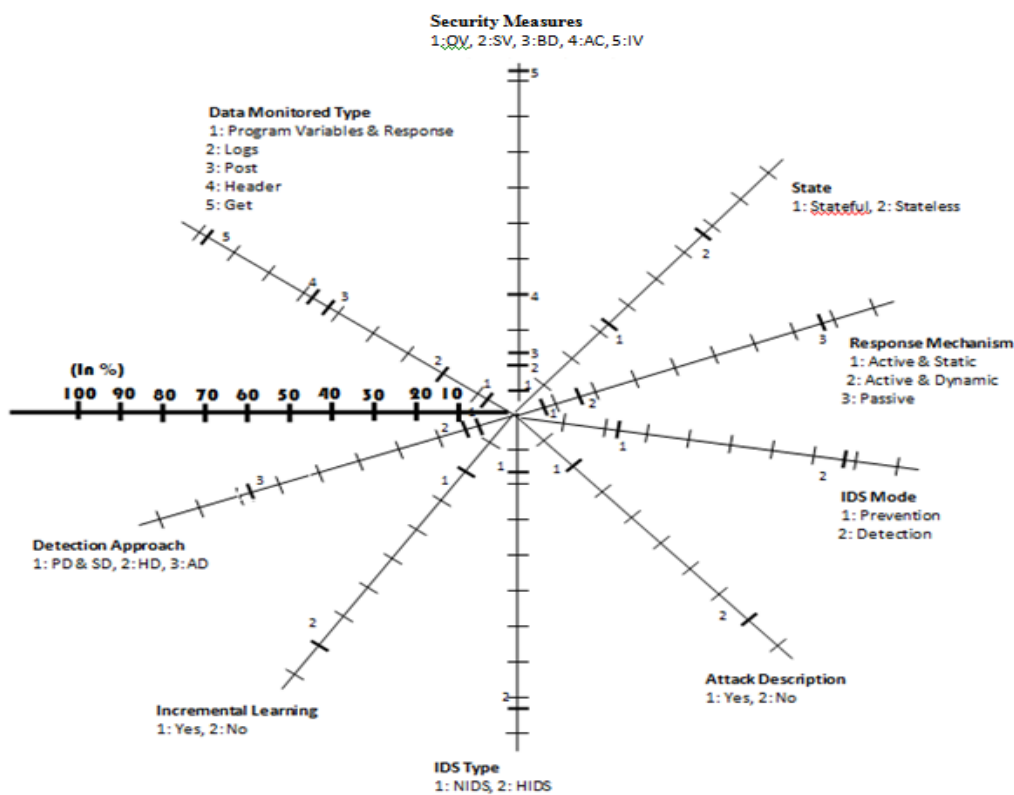 Security Measures
1:OV, 2:SV, 3:BD, 4:AC, 5:IV
5
4
3
2
1
Data Monitored Type
1: Program Variables & Response
2: Logs
3: Post
4: Header
5: Get
5
4
3
2
1
State
1: Stateful, 2: Stateless
2
1
Response Mechanism
1: Active & Static
2: Active & Dynamic
3: Passive
3
2
1
(In %)
100 90 80 70 60 50 40 30 20 10
IDS Mode
1: Prevention
2: Detection
1
2
Detection Approach
1: PD & SD, 2: HD, 3:AD
1
2
3
Attack Description
1: Yes, 2: No
1
2
Incremental Learning
1: Yes, 2: No
1
2
IDS Type
1: NIDS, 2: HIDS
1
2